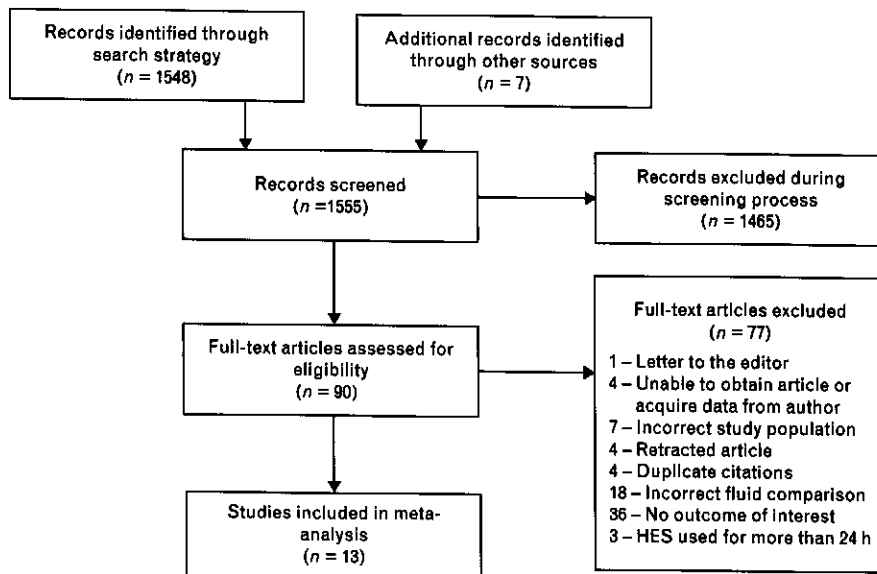 Records identified through
search strategy
(n = 1548)
Additional records identified
through other sources
(n = 7)
Records screened
(n =1555)
Records excluded during
screening process
(n = 1465)
Full-text articles assessed for
eligibility
(n = 90)
Full-text articles excluded
(n = 77)
1 – Letter to the editor
4 – Unable to obtain article or
acquire data from author
7 – Incorrect study population
4 – Retracted article
4 – Duplicate citations
18 – Incorrect fluid comparison
36 – No outcome of interest
3 – HES used for more than 24 h
Studies included in meta-
analysis
(n = 13)